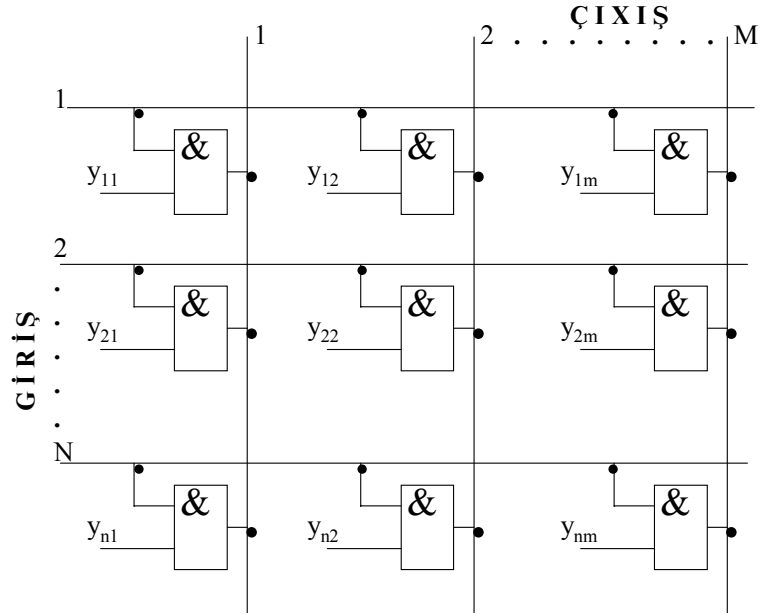 ÇIXIŞ
1 2 . . . . . . . . M
1
& & &
y11 y12 y1m
2
& & &
y21 y22 y2m
GİRİŞ
N
& & &
yn1 yn2 ynm